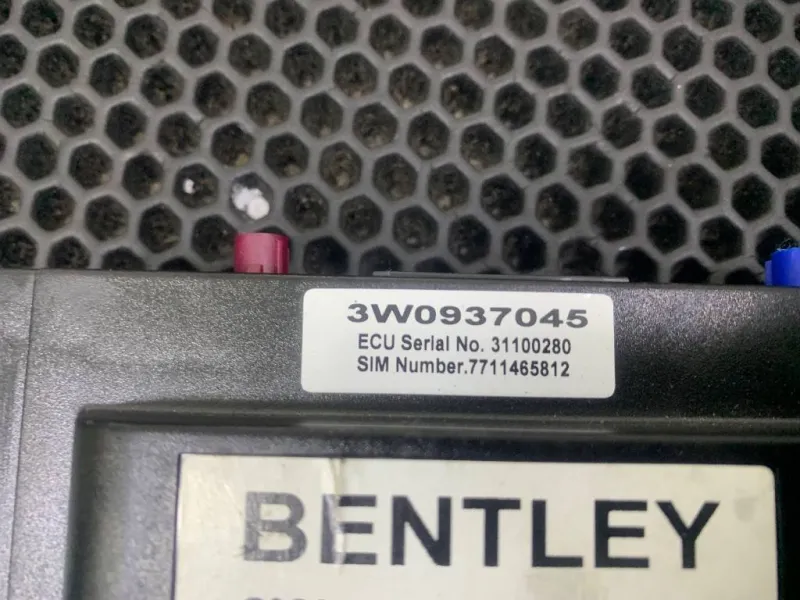 3W0937045
ECU Serial No. 31100280
SIM Number.7711465812
BENTLEY